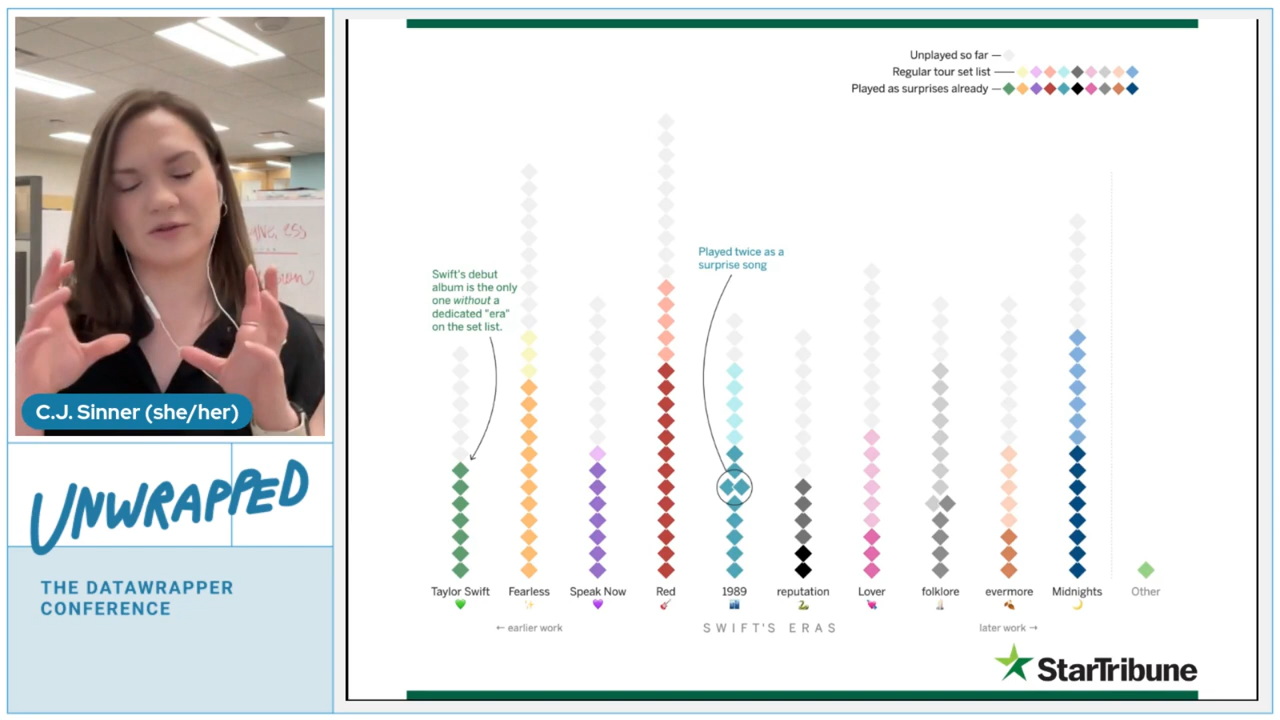 Unplayed so far
Regular tour set list
Played as surprises already
Played twice as a
surprise song
Swift's debut
album is the only
one without a
dedicated "era"
on the set list.
C.J. Sinner (she/her)
UNWRAPPED
THE DATAWRAPPER
CONFERENCE
Taylor Swift
Fearless
Speak Now
Red
1989
reputation
Lover
folklore
evermore
Midnights
Other
← earlier work
SWIFT'S ERAS
later work →
StarTribune